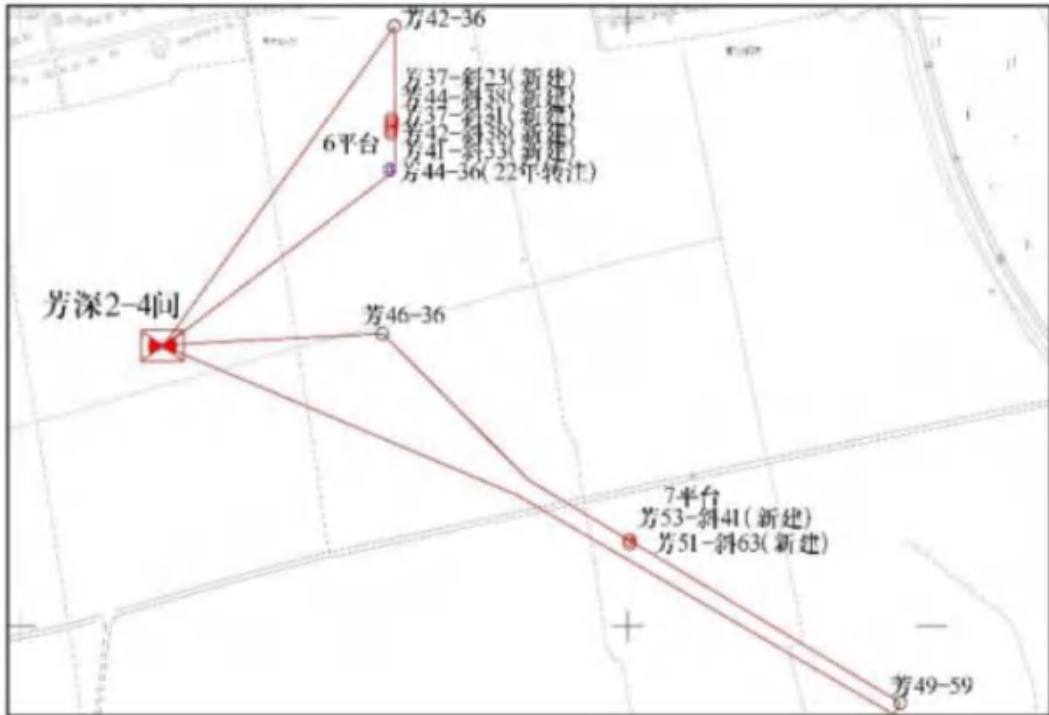 芳42-36
芳37-斜23(新建)
芳44-斜38(新建)
芳37-斜31(新建)
芳42-斜38(新建)
芳41-斜33(新建)
6平台
芳44-36(22年转注)
芳深2-4间
芳46-36
7平台
芳53-斜41(新建)
芳51-斜63(新建)
芳49-59